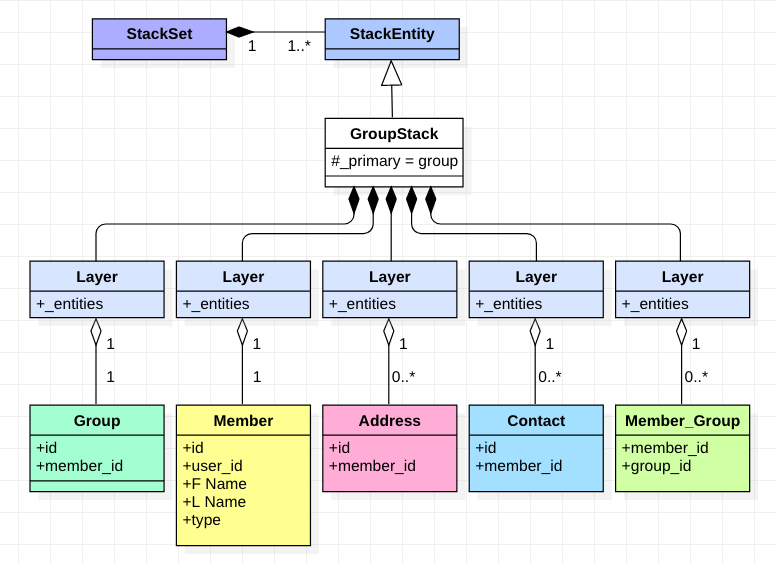 StackSet
1
1..*
StackEntity
GroupStack
#_primary = group
Layer
+_entities
Layer
+_entities
Layer
+_entities
Layer
+_entities
Layer
+_entities
1
1
1
1
1
1
1
0..*
0..*
0..*
Group
+id
+member_id
Member
+id
+user_id
+F Name
+L Name
+type
Address
+id
+member_id
Contact
+id
+member_id
Member_Group
+member_id
+group_id